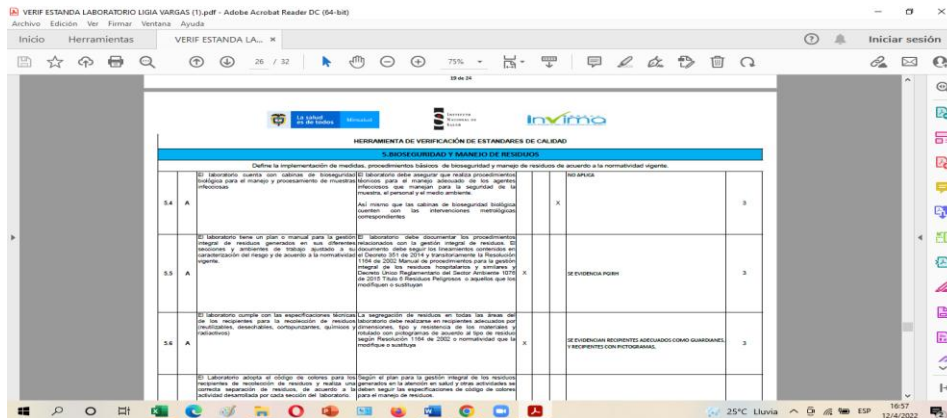 VERIF ESTANDA LABORATORIO LIGIA VARGAS (1).pdf - Adobe Acrobat Reader DC (64-bit)
Archivo Edición Ver Firmar Ventana Ayuda
Inicio Herramientas VERIF ESTANDA LA... × Iniciar sesión
26 / 32 75%
19 de 24
La salud es de todos Minsalud INSTITUTO NACIONAL DE SALUD invima
HERRAMIENTA DE VERIFICACIÓN DE ESTANDARES DE CALIDAD
5.BIOSEGURIDAD Y MANEJO DE RESIDUOS
Define la implementación de medidas, procedimientos básicos de bioseguridad y manejo de residuos de acuerdo a la normatividad vigente.
El laboratorio cuenta con cabinas de bioseguridad
biológica para el manejo y procesamiento de muestras
infecciosas
El laboratorio debe asegurar que realiza procedimientos
técnicos para el manejo adecuado de los agentes
infecciosos que manejan para la seguridad de la
muestra, el personal y el medio ambiente.
Así mismo que las cabinas de bioseguridad biológica
cuenten con las intervenciones metrológicas
correspondientes
NO APLICA
5.4 A X 3
El laboratorio tiene un plan o manual para la gestión
integral de residuos generados en sus diferentes
secciones y ambientes de trabajo ajustado a su
caracterización del riesgo y de acuerdo a la normatividad
vigente.
El laboratorio debe documentar los procedimientos
relacionados con la gestión integral de residuos. El
documento debe seguir los lineamientos contenidos en
el Decreto 351 de 2014 y transitoriamente la Resolución
1164 de 2002 Manual de procedimientos para la gestión
integral de los residuos hospitalarios y similares y
Decreto Único Reglamentario del Sector Ambiente 1076
de 2015 Título 6 Residuos Peligrosos o aquellos que los
modifiquen o sustituyan
5.5 A X SE EVIDENCIA PGIRH 3
El laboratorio cumple con las especificaciones técnicas
de los recipientes para la recolección de residuos
(reutilizables, desechables, cortopunzantes, químicos y
radiactivos)
La segregación de residuos en todas las áreas del
laboratorio debe realizarse en recipientes adecuados por
dimensiones, tipo y resistencia de los materiales y
rotulado con pictogramas de acuerdo al tipo de residuo
según Resolución 1164 de 2002 o normatividad que la
modifique o sustituya
5.6 A X SE EVIDENCIAN RECIPIENTES ADECUADOS COMO GUARDIANES,
Y RECIPIENTES CON PICTOGRAMAS. 3
El Laboratorio adopta el código de colores para los
recipientes de recolección de residuos y realiza una
correcta separación de residuos, de acuerdo a la
actividad desarrollada por cada sección del laboratorio.
Según el plan para la gestión integral de los residuos
generados en la atención en salud y otras actividades se
deben seguir las especificaciones de código de colores
para el manejo de residuos.
25°C Lluvia ESP 16:57
12/4/2022